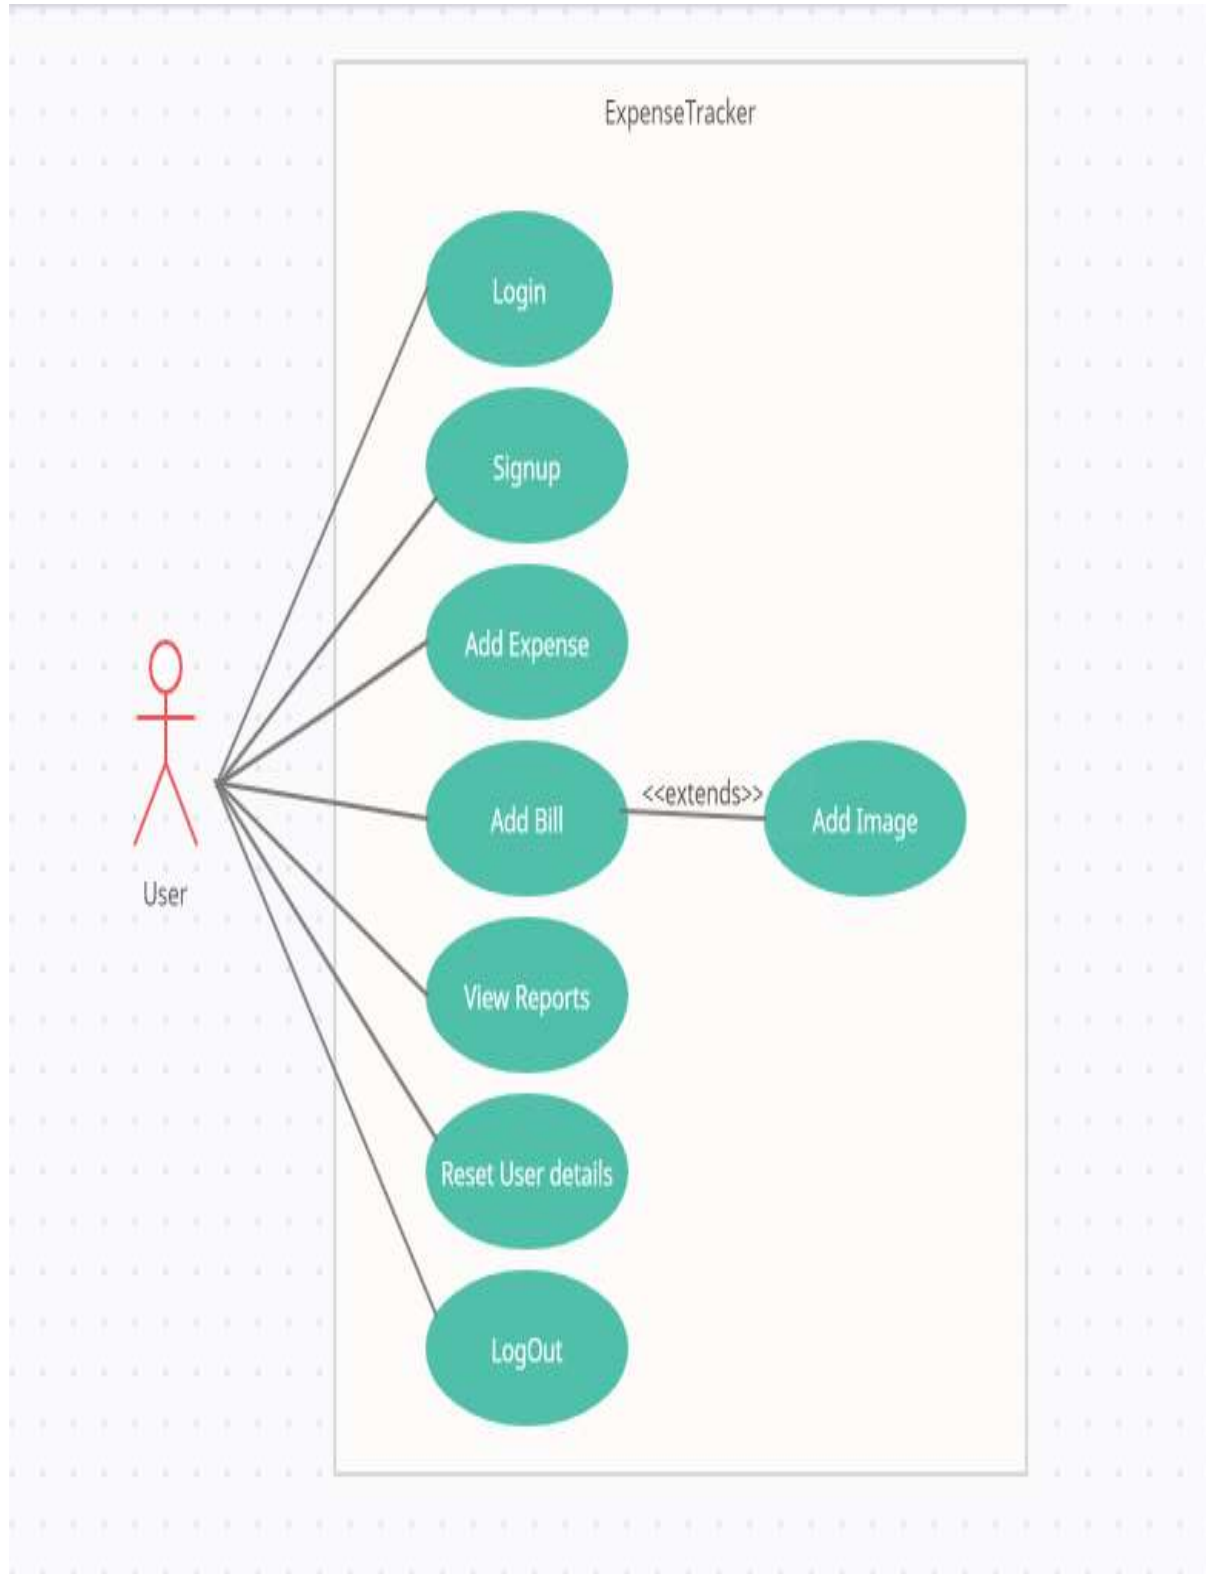 ExpenseTracker
Login
Signup
Add Expense
Add Bill
<<extends>>
Add Image
User
View Reports
Reset User details
LogOut